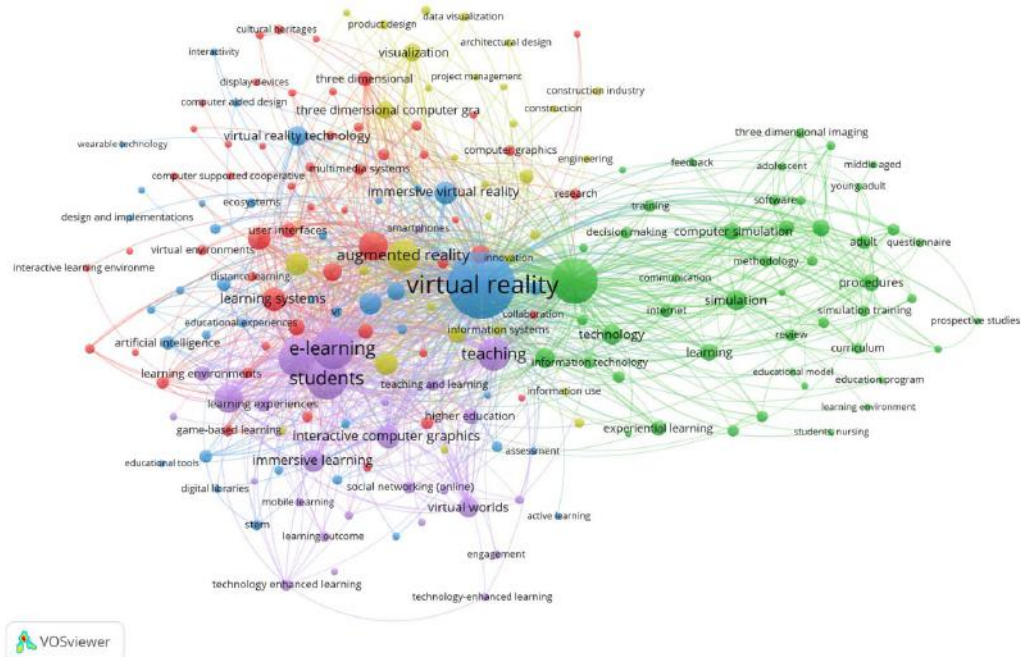 data visualization
product design
cultural heritages
architectural design
interactivity
visualization
three dimensional
project management
display devices
construction industry
computer aided design
three dimensional computer gra
construction
virtual reality technology
three dimensional imaging
wearable technology
computer graphics
engineering
feedback
adolescent
middle aged
multimedia systems
computer supported cooperative
immersive virtual reality
research
young adult
ecosystems
software
training
design and implementations
smartphones
user interfaces
decision making
computer simulation
adult
questionnaire
virtual environments
augmented reality
innovation
methodology
interactive learning environme
distance learning
communication
virtual reality
procedures
learning systems
simulation
vr
collaboration
internet
simulation training
educational experiences
information systems
technology
prospective studies
artificial intelligence
review
e-learning
teaching
learning
curriculum
information technology
learning environments
students
educational model
teaching and learning
education program
information use
learning experiences
learning environment
higher education
game-based learning
interactive computer graphics
experiential learning
students, nursing
assessment
educational tools
immersive learning
digital libraries
social networking (online)
mobile learning
virtual worlds
active learning
stem
learning outcome
engagement
technology enhanced learning
technology-enhanced learning
VOSviewer